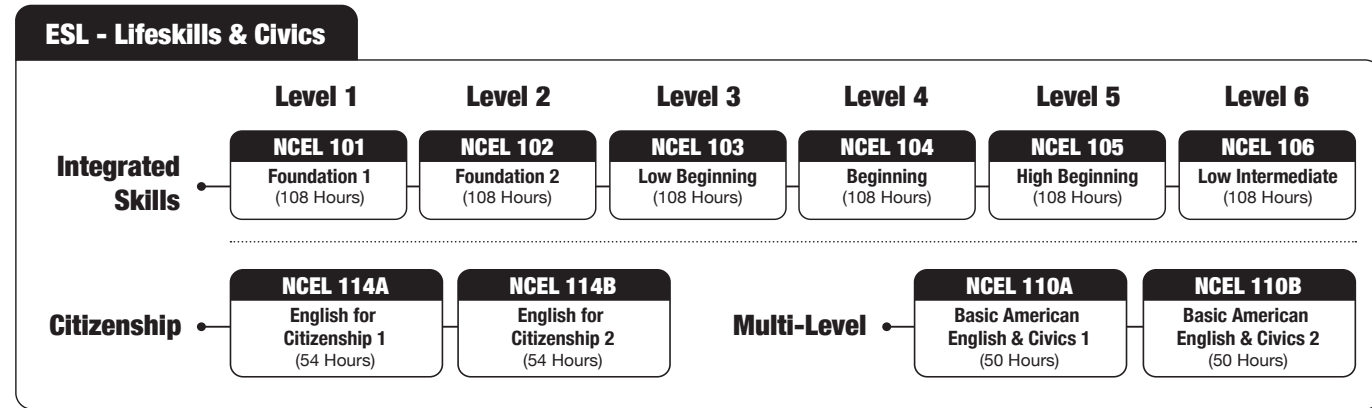 ESL - Lifeskills & Civics
Level 1 Level 2 Level 3 Level 4 Level 5 Level 6
Integrated
Skills
NCEL 101
Foundation 1
(108 Hours)
NCEL 102
Foundation 2
(108 Hours)
NCEL 103
Low Beginning
(108 Hours)
NCEL 104
Beginning
(108 Hours)
NCEL 105
High Beginning
(108 Hours)
NCEL 106
Low Intermediate
(108 Hours)
Citizenship
NCEL 114A
English for
Citizenship 1
(54 Hours)
NCEL 114B
English for
Citizenship 2
(54 Hours)
Multi-Level
NCEL 110A
Basic American
English & Civics 1
(50 Hours)
NCEL 110B
Basic American
English & Civics 2
(50 Hours)